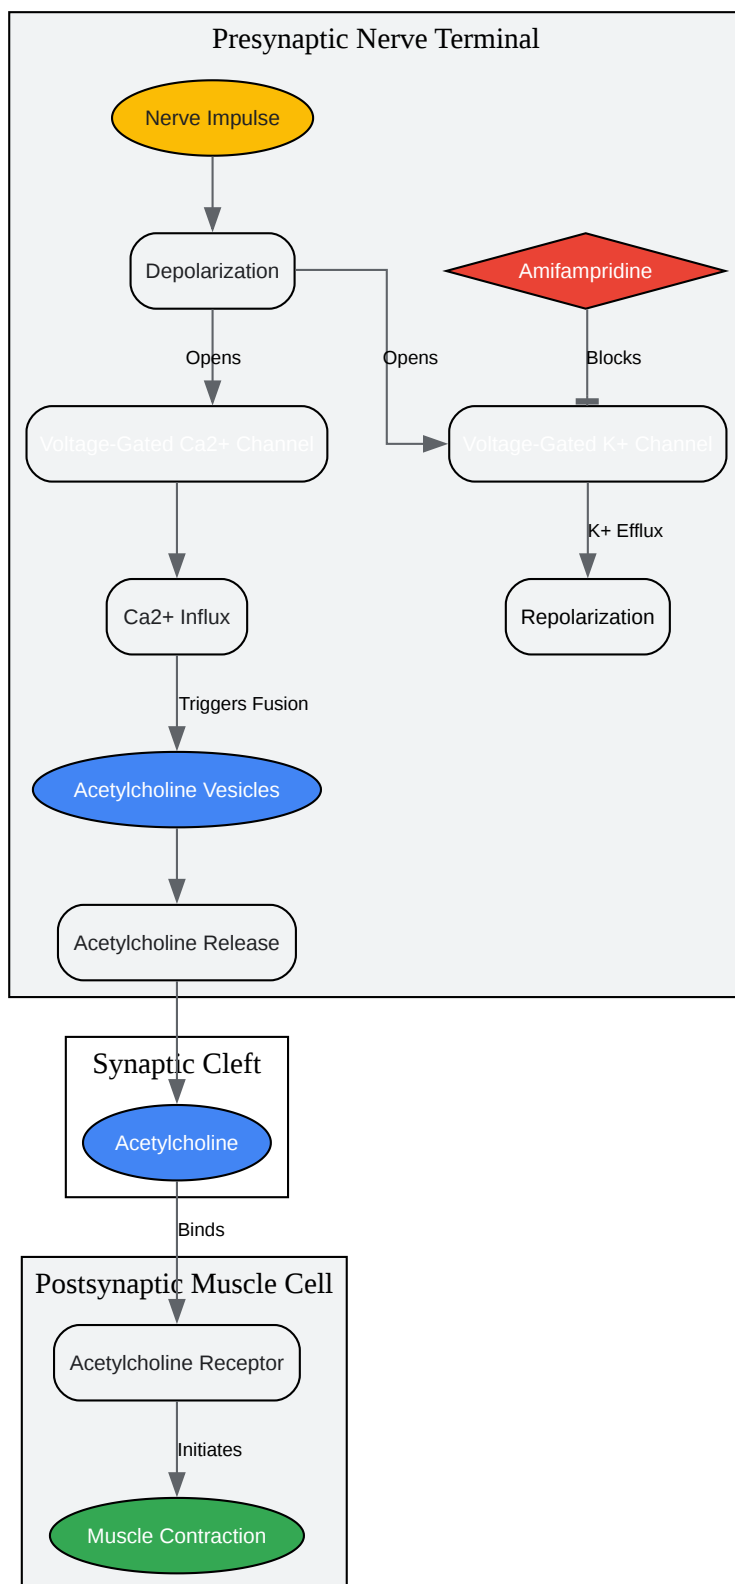 Presynaptic Nerve Terminal
Nerve Impulse
Depolarization
Amifampridine
Opens
Opens
Blocks
Voltage-Gated Ca2+ Channel
Voltage-Gated K+ Channel
K+ Efflux
Ca2+ Influx
Repolarization
Triggers Fusion
Acetylcholine Vesicles
Acetylcholine Release
Synaptic Cleft
Acetylcholine
Binds
Postsynaptic Muscle Cell
Acetylcholine Receptor
Initiates
Muscle Contraction